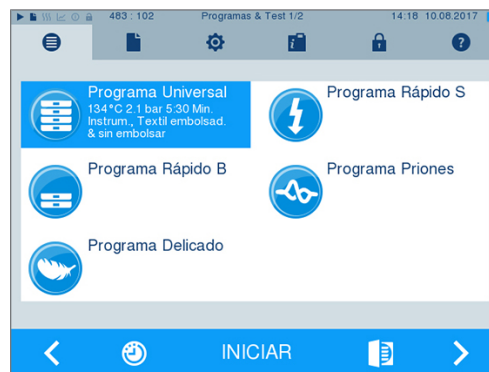 483 : 102 Programas & Test 1/2 14:18 10.08.2017
Programa Universal
134°C 2.1 bar 5:30 Min.
Instrum., Textil embolsad.
& sin embolsar
Programa Rápido S
Programa Rápido B
Programa Priones
Programa Delicado
INICIAR